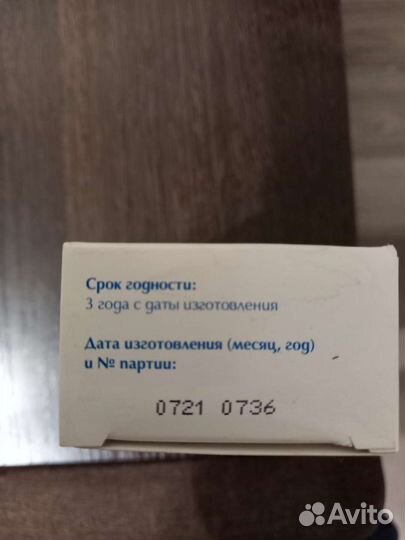 Срок годности:
3 года с даты изготовления
Дата изготовления (месяц, год)
и № партии:
0721 0736
Avito